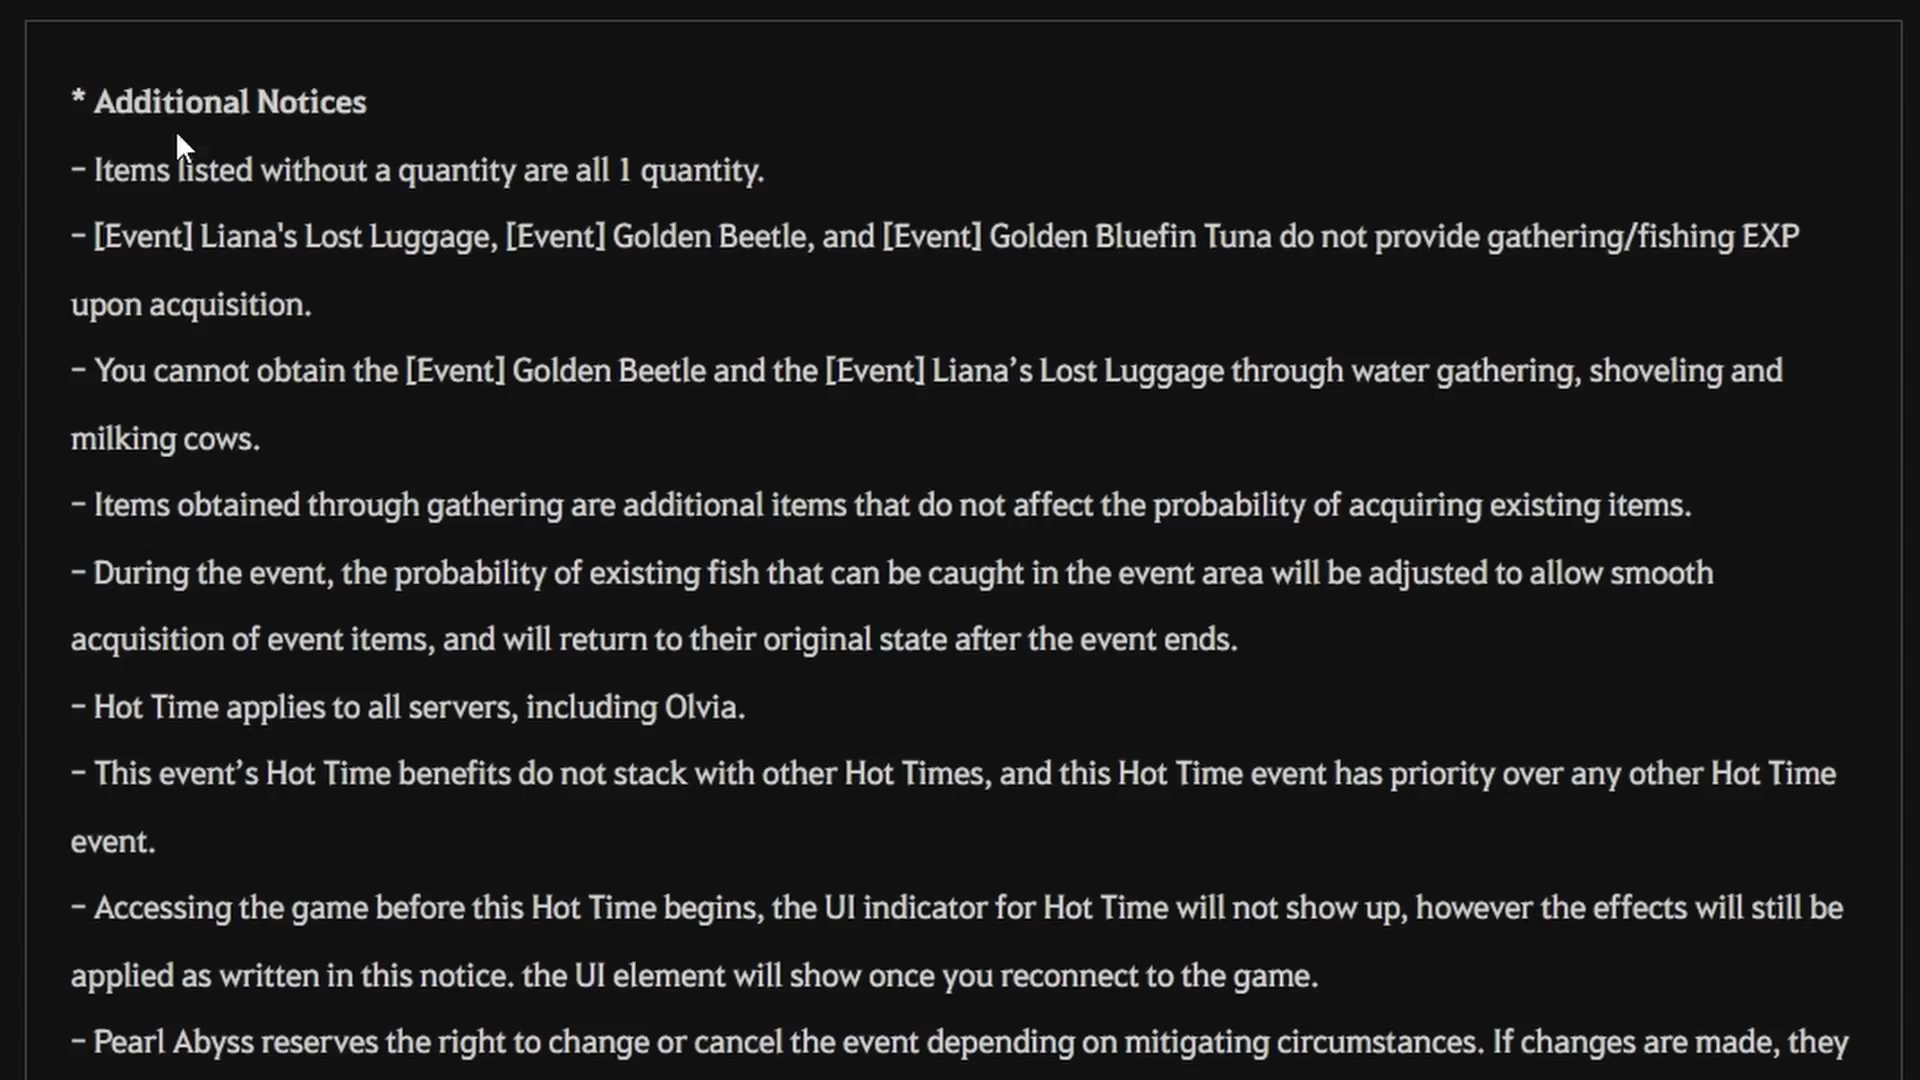 * Additional Notices
– Items listed without a quantity are all 1 quantity.
– [Event] Liana's Lost Luggage, [Event] Golden Beetle, and [Event] Golden Bluefin Tuna do not provide gathering/fishing EXP
upon acquisition.
– You cannot obtain the [Event] Golden Beetle and the [Event] Liana’s Lost Luggage through water gathering, shoveling and
milking cows.
– Items obtained through gathering are additional items that do not affect the probability of acquiring existing items.
– During the event, the probability of existing fish that can be caught in the event area will be adjusted to allow smooth
acquisition of event items, and will return to their original state after the event ends.
– Hot Time applies to all servers, including Olvia.
– This event’s Hot Time benefits do not stack with other Hot Times, and this Hot Time event has priority over any other Hot Time
event.
– Accessing the game before this Hot Time begins, the UI indicator for Hot Time will not show up, however the effects will still be
applied as written in this notice. the UI element will show once you reconnect to the game.
– Pearl Abyss reserves the right to change or cancel the event depending on mitigating circumstances. If changes are made, they